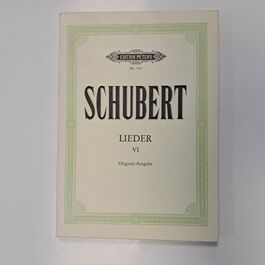 EDITION PETERS
SCHUBERT
LIEDER
VI
Original-Ausgabe